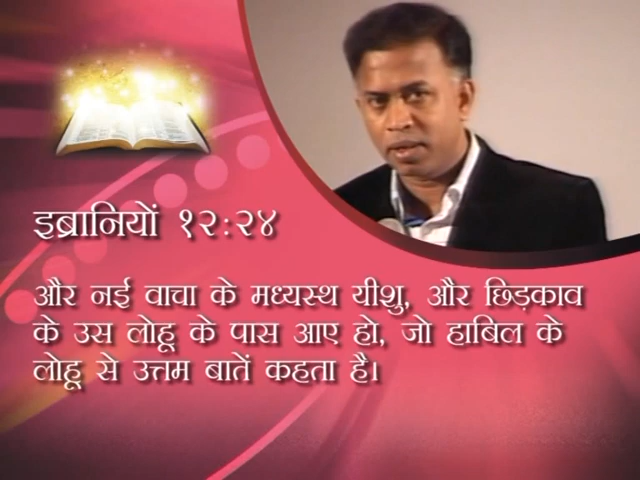 इब्रानियों १२:२४
और नई वाचा के मध्यस्थ यीशु, और छिड़काव
के उस लोहू के पास आए हो, जो हाबिल के
लोहू से उत्तम बातें कहता है।